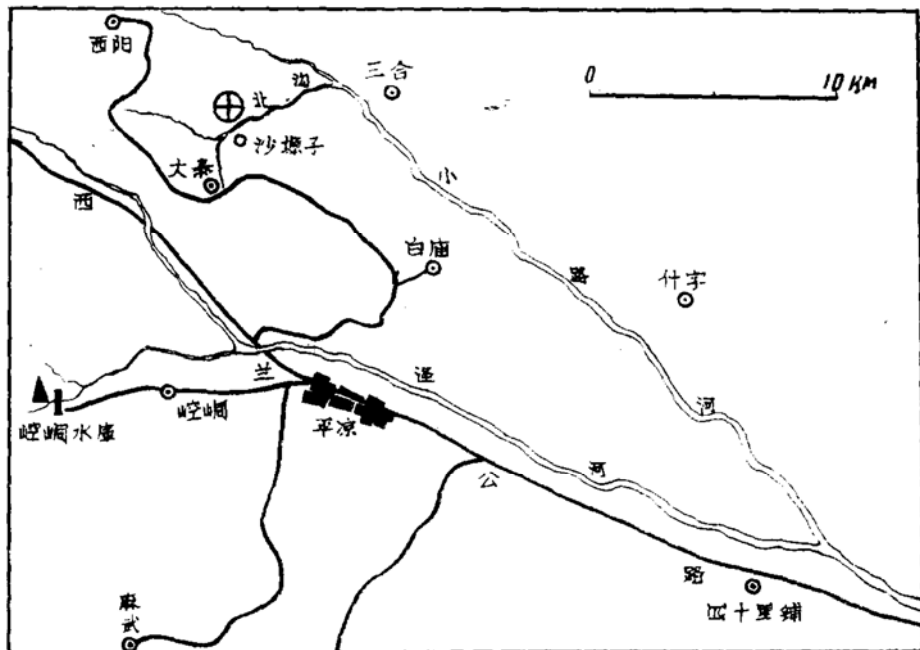 西阳
北沟
三合
0 10 KM
沙塬子
大秦
小路河
白庙
什字
西兰公路
泾河
崆峒
崆峒水库
平凉
四十里铺
麻武